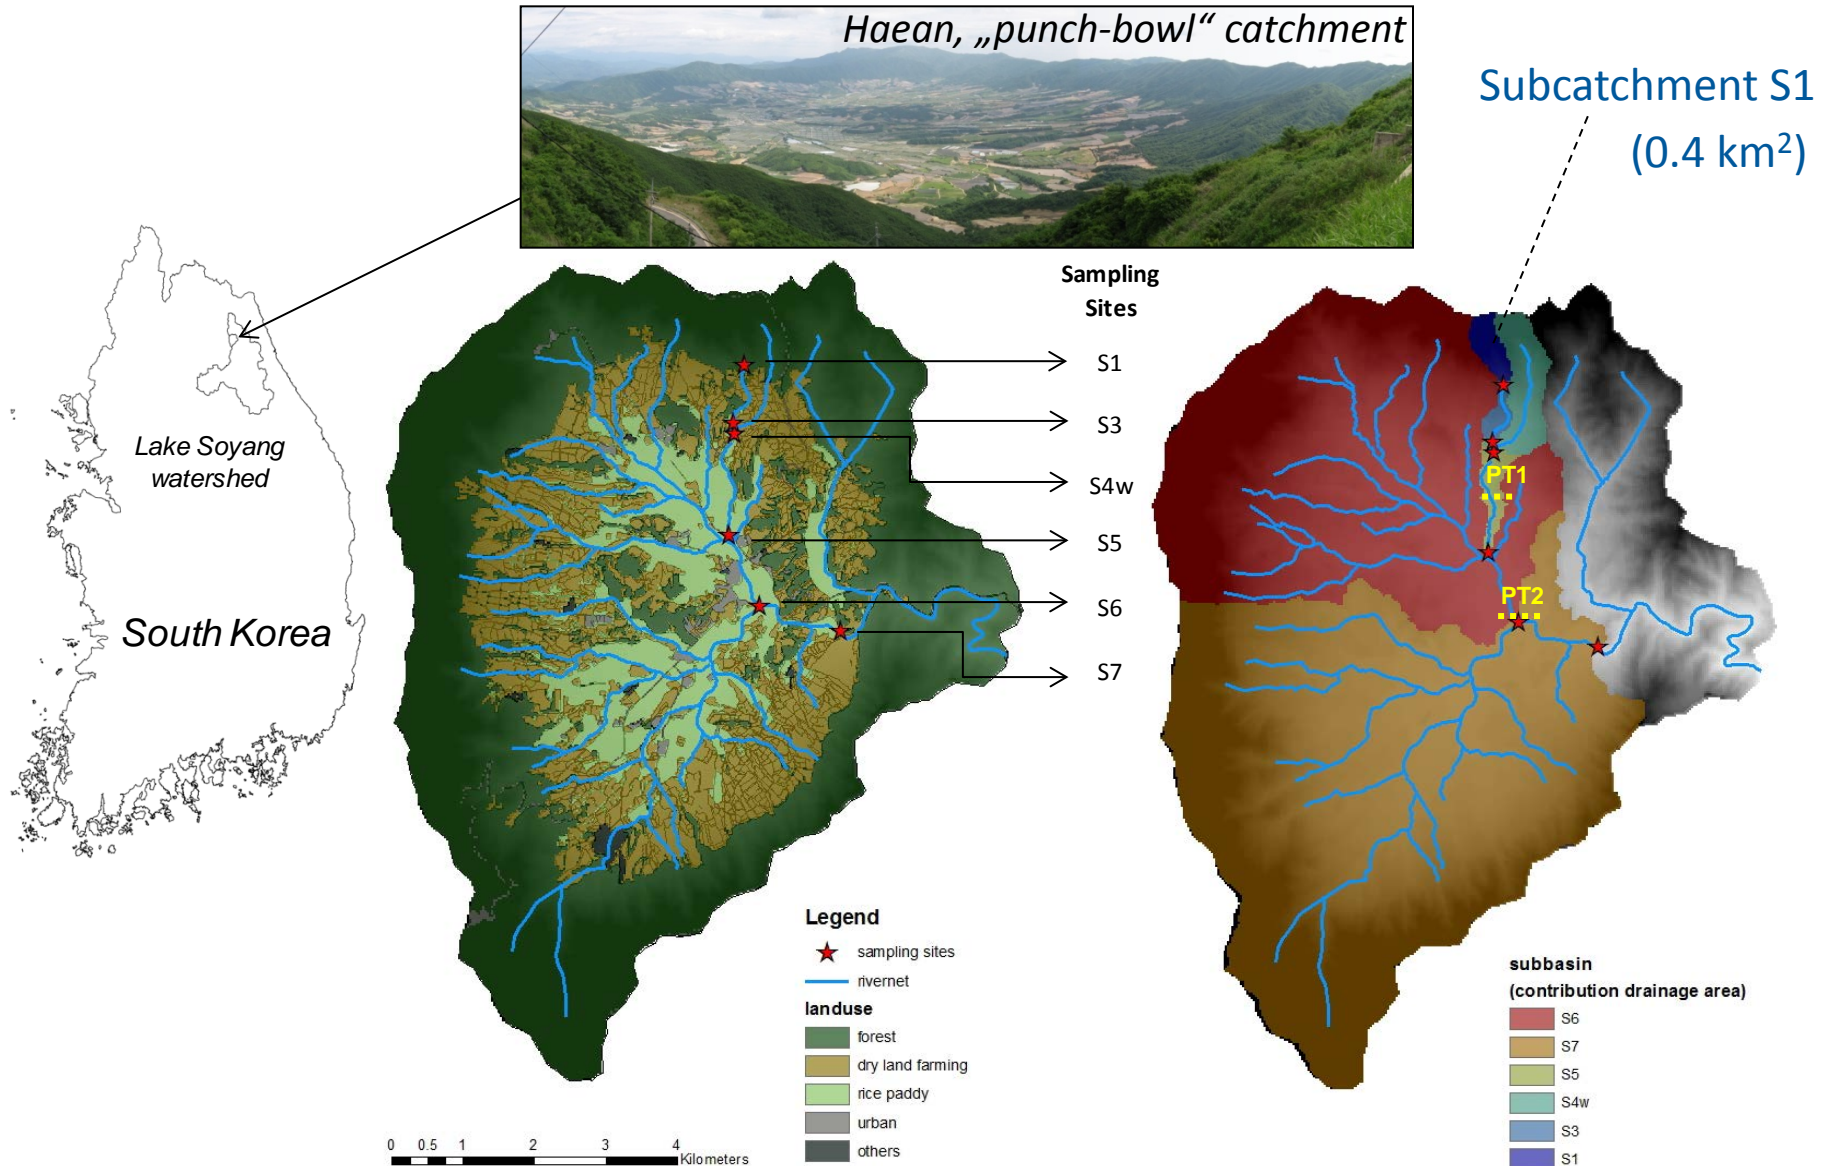 Haean, „punch-bowl“ catchment
Subcatchment S1
(0.4 km²)
Lake Soyang
watershed
South Korea
Sampling
Sites
S1
S3
S4w
S5
S6
S7
PT1
PT2
Legend
sampling sites
rivernet
landuse
forest
dry land farming
rice paddy
urban
others
0 0.5 1 2 3 4
Kilometers
subbasin
(contribution drainage area)
S6
S7
S5
S4w
S3
S1